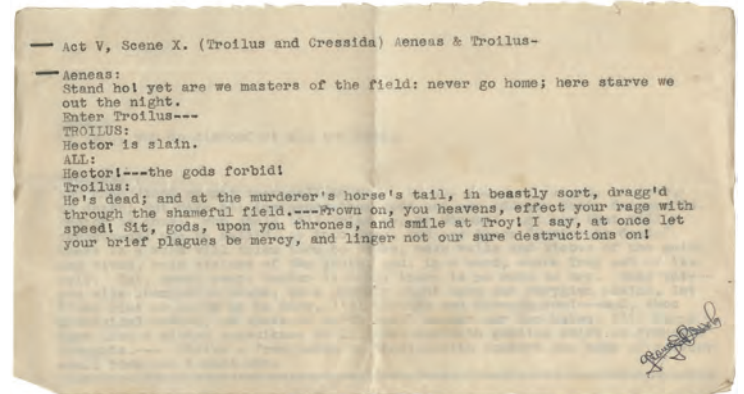 Act V, Scene X. (Troilus and Cressida) Aeneas & Troilus-
Aeneas:
Stand ho! yet are we masters of the field: never go home; here starve we
out the night.
Enter Troilus---
TROILUS:
Hector is slain.
ALL:
Hector!---the gods forbid!
Troilus:
He's dead; and at the murderer's horse's tail, in beastly sort, dragg'd
through the shameful field.---Frown on, you heavens, effect your rage with
speed! Sit, gods, upon you thrones, and smile at Troy! I say, at once let
your brief plagues be mercy, and linger not our sure destructions on!